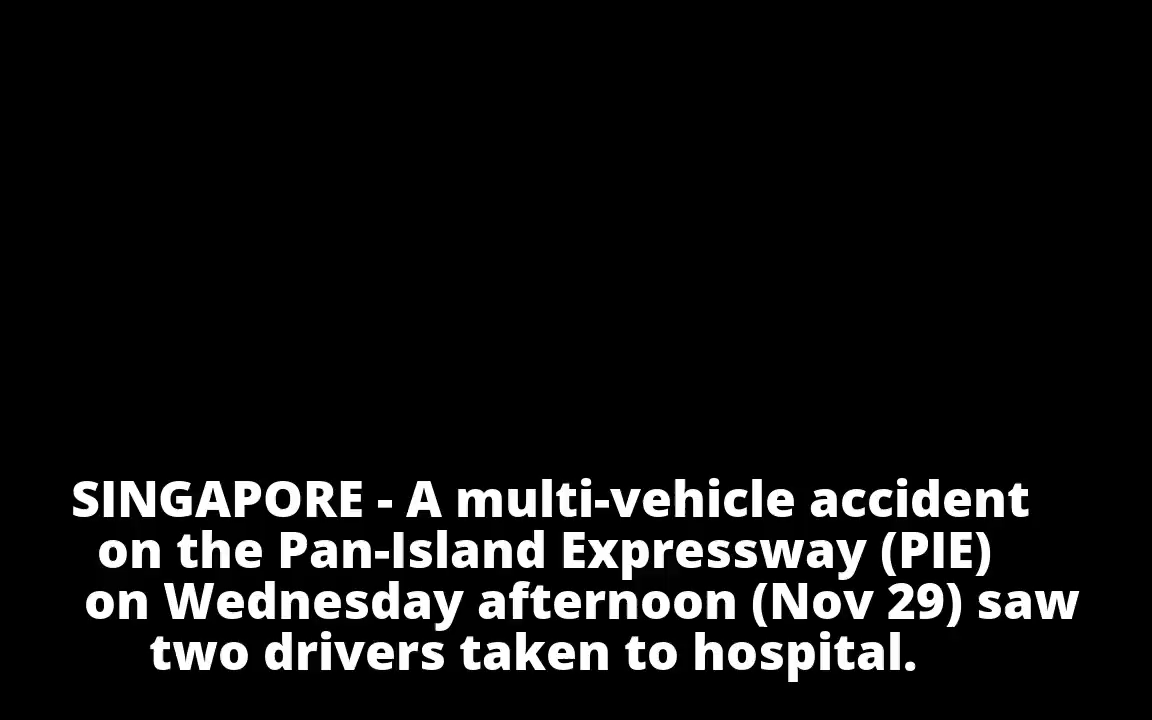 SINGAPORE - A multi-vehicle accident
on the Pan-Island Expressway (PIE)
on Wednesday afternoon (Nov 29) saw
two drivers taken to hospital.